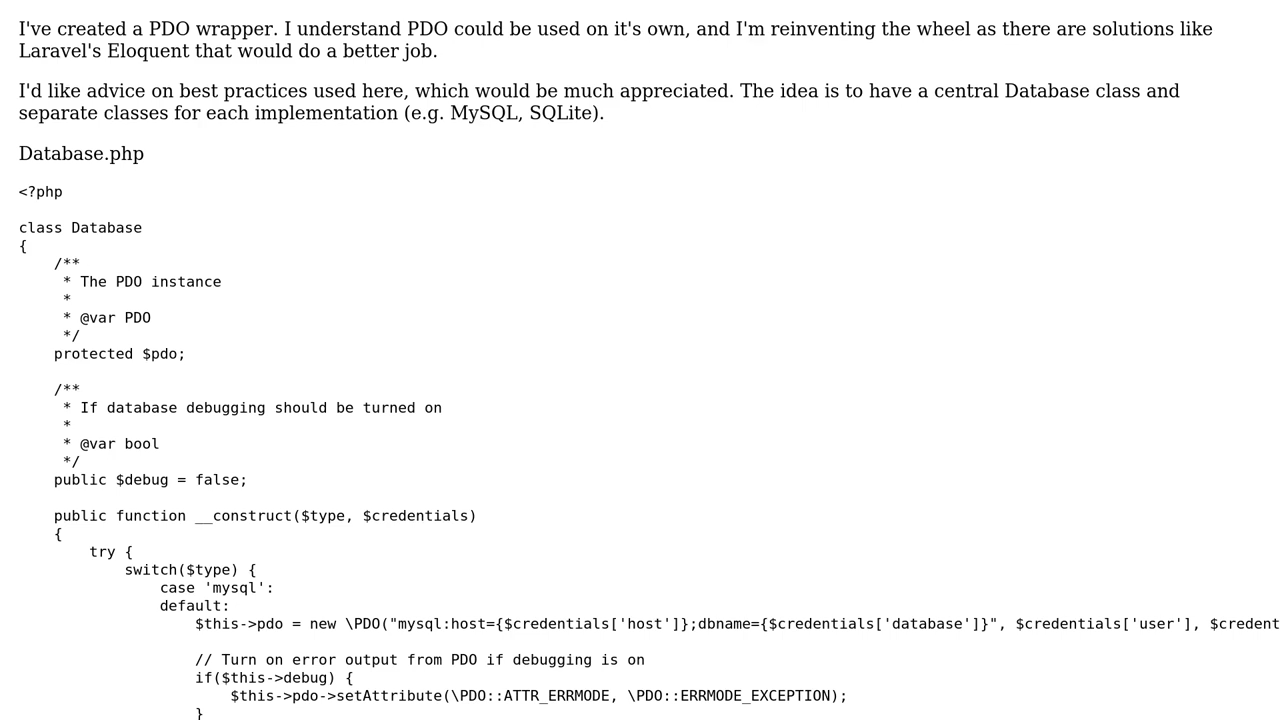 I've created a PDO wrapper. I understand PDO could be used on it's own, and I'm reinventing the wheel as there are solutions like
Laravel's Eloquent that would do a better job.
I'd like advice on best practices used here, which would be much appreciated. The idea is to have a central Database class and
separate classes for each implementation (e.g. MySQL, SQLite).
Database.php
<?php
class Database
{
    /**
     * The PDO instance
     *
     * @var PDO
     */
    protected $pdo;
    /**
     * If database debugging should be turned on
     *
     * @var bool
     */
    public $debug = false;
    public function __construct($type, $credentials)
    {
        try {
            switch($type) {
                case 'mysql':
                default:
                    $this->pdo = new \PDO("mysql:host={$credentials['host']};dbname={$credentials['database']}", $credentials['user'], $credent
                    // Turn on error output from PDO if debugging is on
                    if($this->debug) {
                        $this->pdo->setAttribute(\PDO::ATTR_ERRMODE, \PDO::ERRMODE_EXCEPTION);
                    }